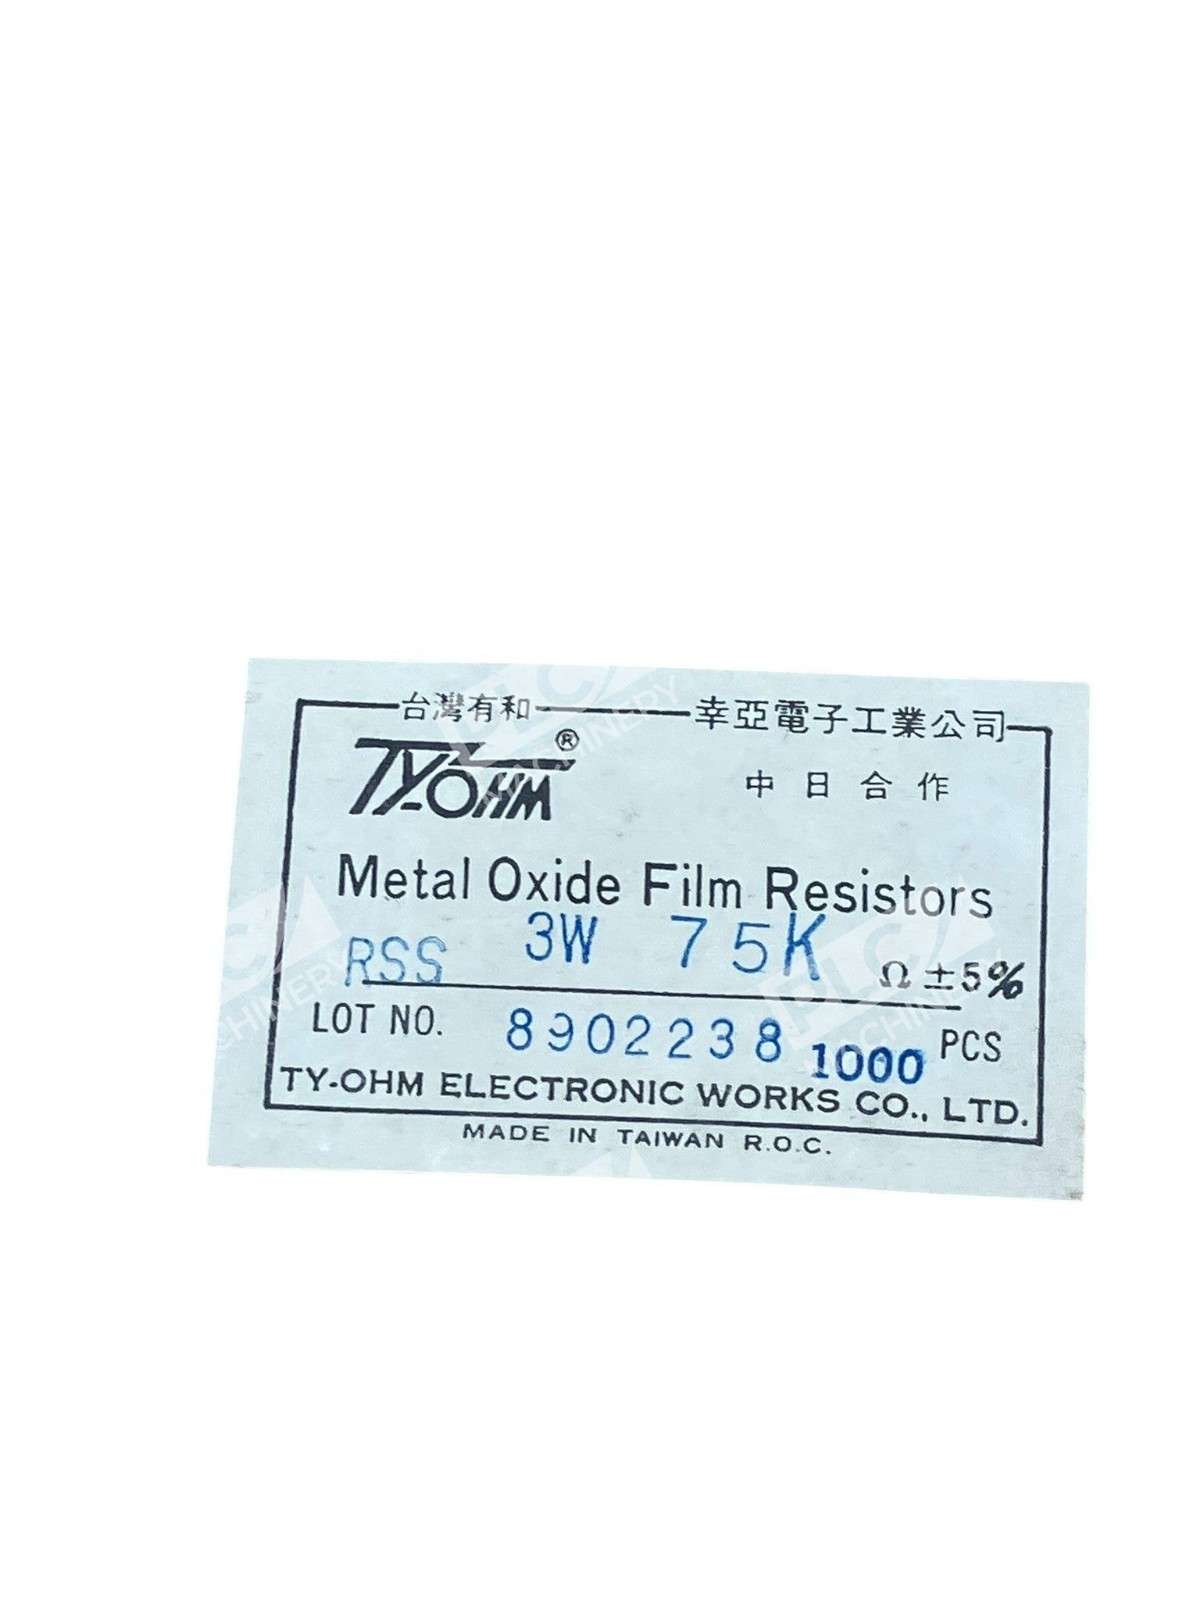 台灣有和 幸亞電子工業公司
TY-OHM ®
中日合作
Metal Oxide Film Resistors
RSS 3W 75K Ω ±5%
LOT NO. 8902238 1000 PCS
TY-OHM ELECTRONIC WORKS CO., LTD.
MADE IN TAIWAN R.O.C.